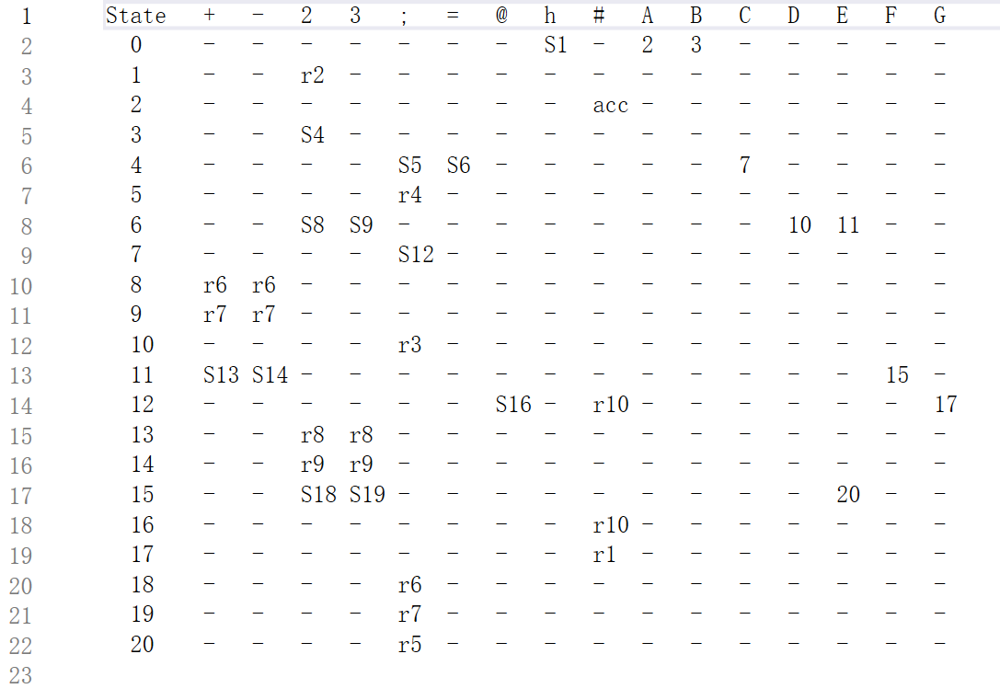 1 State + - 2 3 ; = @ h # A B C D E F G
2 0 - - - - - - - S1 - 2 3 - - - - -
3 1 - - r2 - - - - - - - - - - - - -
4 2 - - - - - - - - acc - - - - - - -
5 3 - - S4 - - - - - - - - - - - - -
6 4 - - - - S5 S6 - - - - - 7 - - - -
7 5 - - - - r4 - - - - - - - - - - -
8 6 - - S8 S9 - - - - - - - - 10 11 - -
9 7 - - - - S12 - - - - - - - - - - -
10 8 r6 r6 - - - - - - - - - - - - - -
11 9 r7 r7 - - - - - - - - - - - - - -
12 10 - - - - r3 - - - - - - - - - - -
13 11 S13 S14 - - - - - - - - - - - - 15 -
14 12 - - - - - - S16 - r10 - - - - - - 17
15 13 - - r8 r8 - - - - - - - - - - - -
16 14 - - r9 r9 - - - - - - - - - - - -
17 15 - - S18 S19 - - - - - - - - - 20 - -
18 16 - - - - - - - - r10 - - - - - - -
19 17 - - - - - - - - r1 - - - - - - -
20 18 - - - - r6 - - - - - - - - - - -
21 19 - - - - r7 - - - - - - - - - - -
22 20 - - - - r5 - - - - - - - - - - -
23